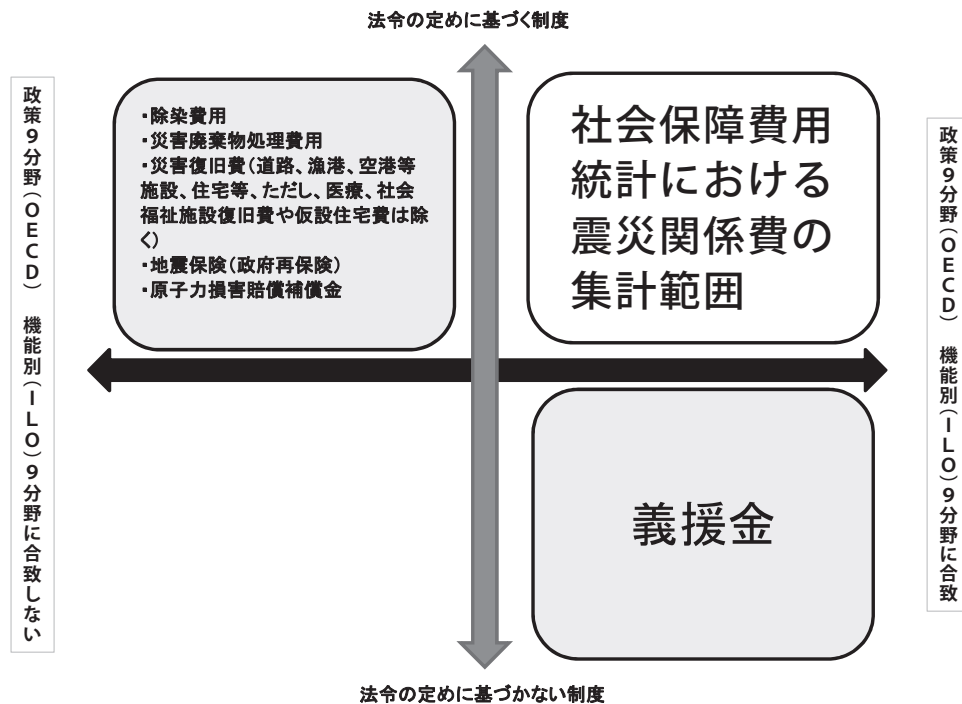 法令の定めに基づく制度
政策9分野(OECD) 機能別(ILO)9分野に合致しない
・除染費用
・災害廃棄物処理費用
・災害復旧費(道路、漁港、空港等
施設、住宅等、ただし、医療、社会
福祉施設復旧費や仮設住宅費は除
く)
・地震保険(政府再保険)
・原子力損害賠償補償金
社会保障費用
統計における
震災関係費の
集計範囲
政策9分野(OECD) 機能別(ILO)9分野に合致
義援金
法令の定めに基づかない制度